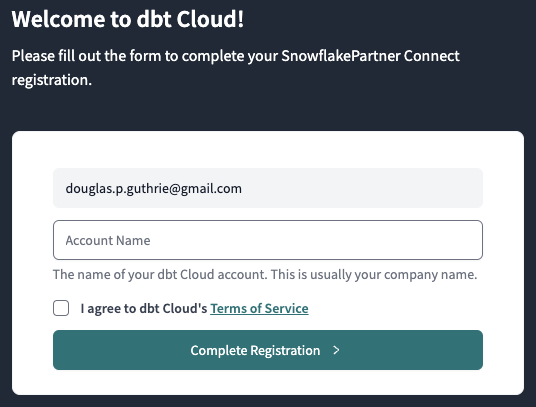 Welcome to dbt Cloud!
Please fill out the form to complete your SnowflakePartner Connect
registration.
douglas.p.guthrie@gmail.com
Account Name
The name of your dbt Cloud account. This is usually your company name.
I agree to dbt Cloud's Terms of Service
Complete Registration >